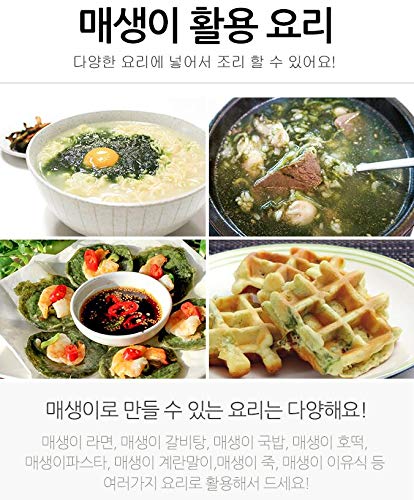 매생이 활용 요리
다양한 요리에 넣어서 조리 할 수 있어요!
매생이로 만들 수 있는 요리는 다양해요!
매생이 라면, 매생이 갈비탕, 매생이 국밥, 매생이 호떡,
매생이파스타, 매생이 계란말이,매생이 죽, 매생이 이유식 등
여러가지 요리로 활용해서 드세요!